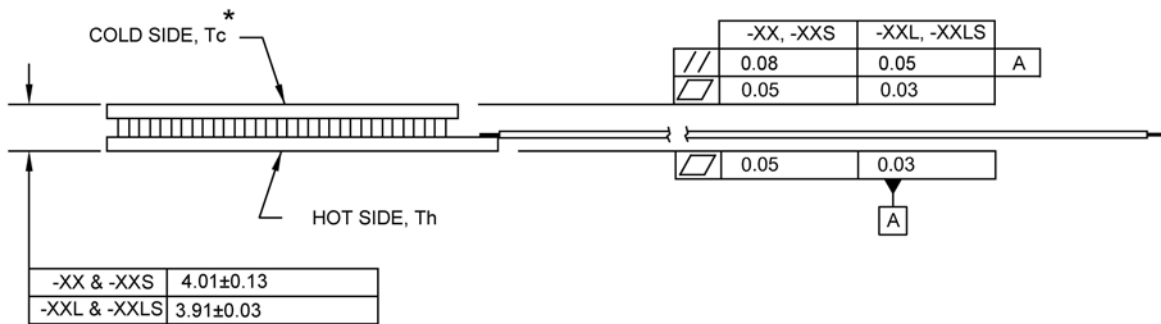 COLD SIDE, Tc*
-XX, -XXS -XXL, -XXLS
// 0.08 0.05 A
0.05 0.03
0.05 0.03
A
HOT SIDE, Th
-XX & -XXS 4.01±0.13
-XXL & -XXLS 3.91±0.03